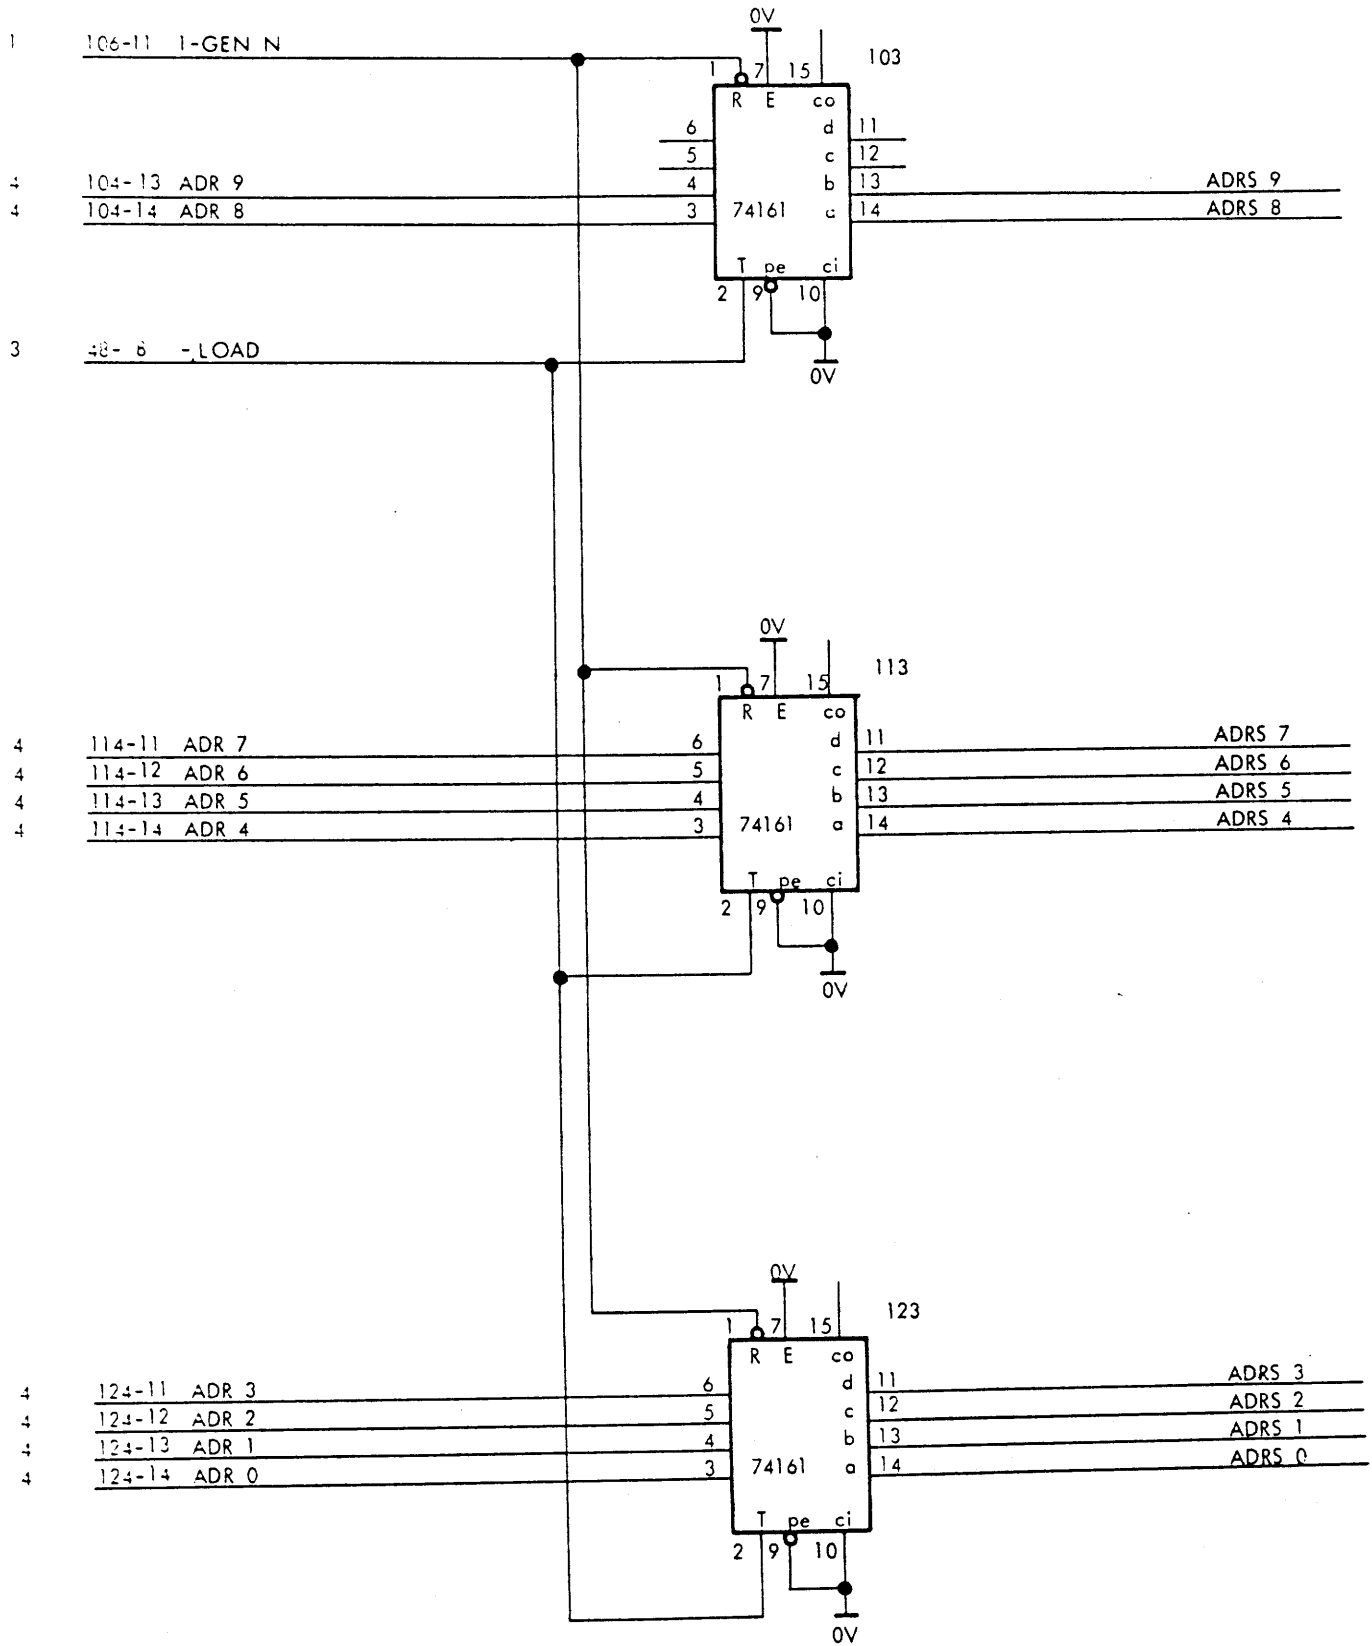 0V
1 106-11 1-GEN N
1 7 15 103
R E co
6 d 11
5 c 12
4 104-13 ADR 9 4 b 13 ADRS 9
4 104-14 ADR 8 3 74161 a 14 ADRS 8
T pe ci
2 9 10
3 48-6 -LOAD
0V
0V
1 7 15 113
R E co
4 114-11 ADR 7 6 d 11 ADRS 7
4 114-12 ADR 6 5 c 12 ADRS 6
4 114-13 ADR 5 4 b 13 ADRS 5
4 114-14 ADR 4 3 74161 a 14 ADRS 4
T pe ci
2 9 10
0V
0V
1 7 15 123
R E co
4 124-11 ADR 3 6 d 11 ADRS 3
4 124-12 ADR 2 5 c 12 ADRS 2
4 124-13 ADR 1 4 b 13 ADRS 1
4 124-14 ADR 0 3 74161 a 14 ADRS 0
T pe ci
2 9 10
0V